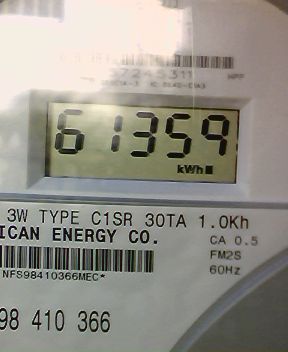 61359
kWh
3W TYPE C1SR 30TA 1.0Kh
ICAN ENERGY CO.
CA 0.5
FM2S
60Hz
NFS98410366MEC*
98 410 366